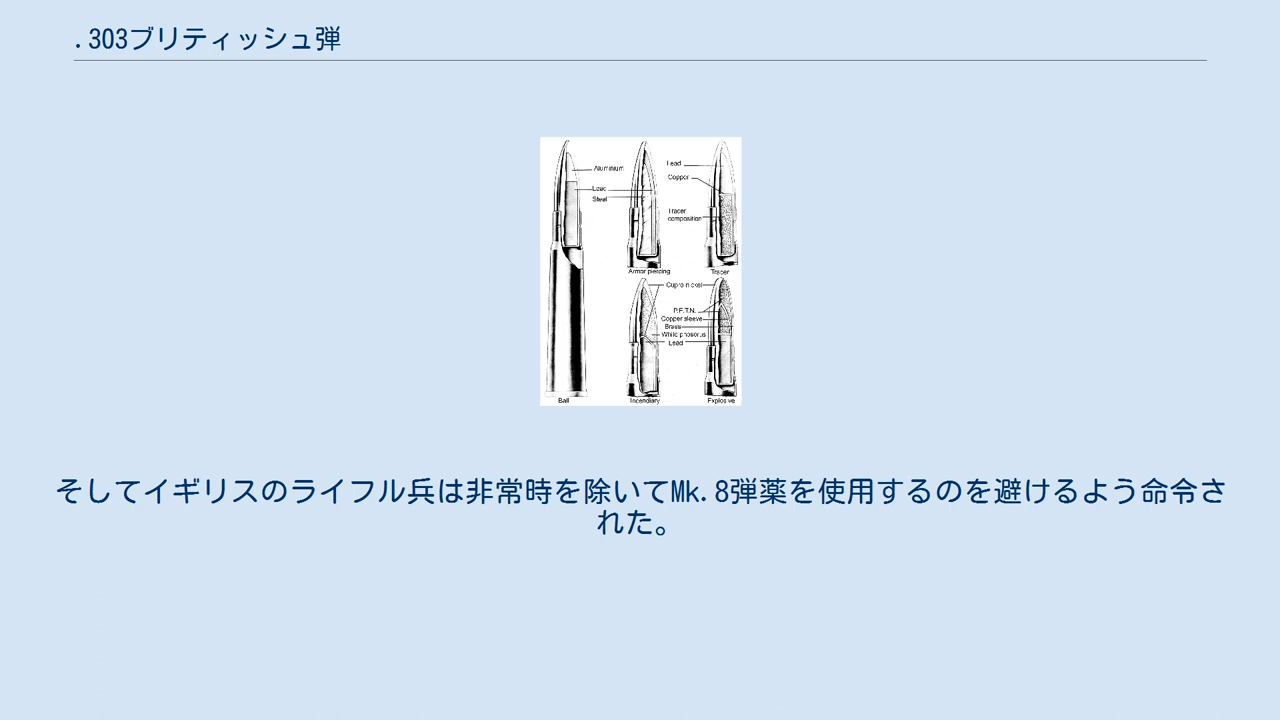 .303ブリティッシュ弾
Aluminium
Lead
Steel
Lead
Copper
Tracer
composition
Armor piercing
Tracer
Cupro nickel
P.E.T.N.
Copper sleeve
Brass
White phosorus
Lead
Ball
Incendiary
Explosive
そしてイギリスのライフル兵は非常時を除いてMk.8弾薬を使用するのを避けるよう命令さ
れた。